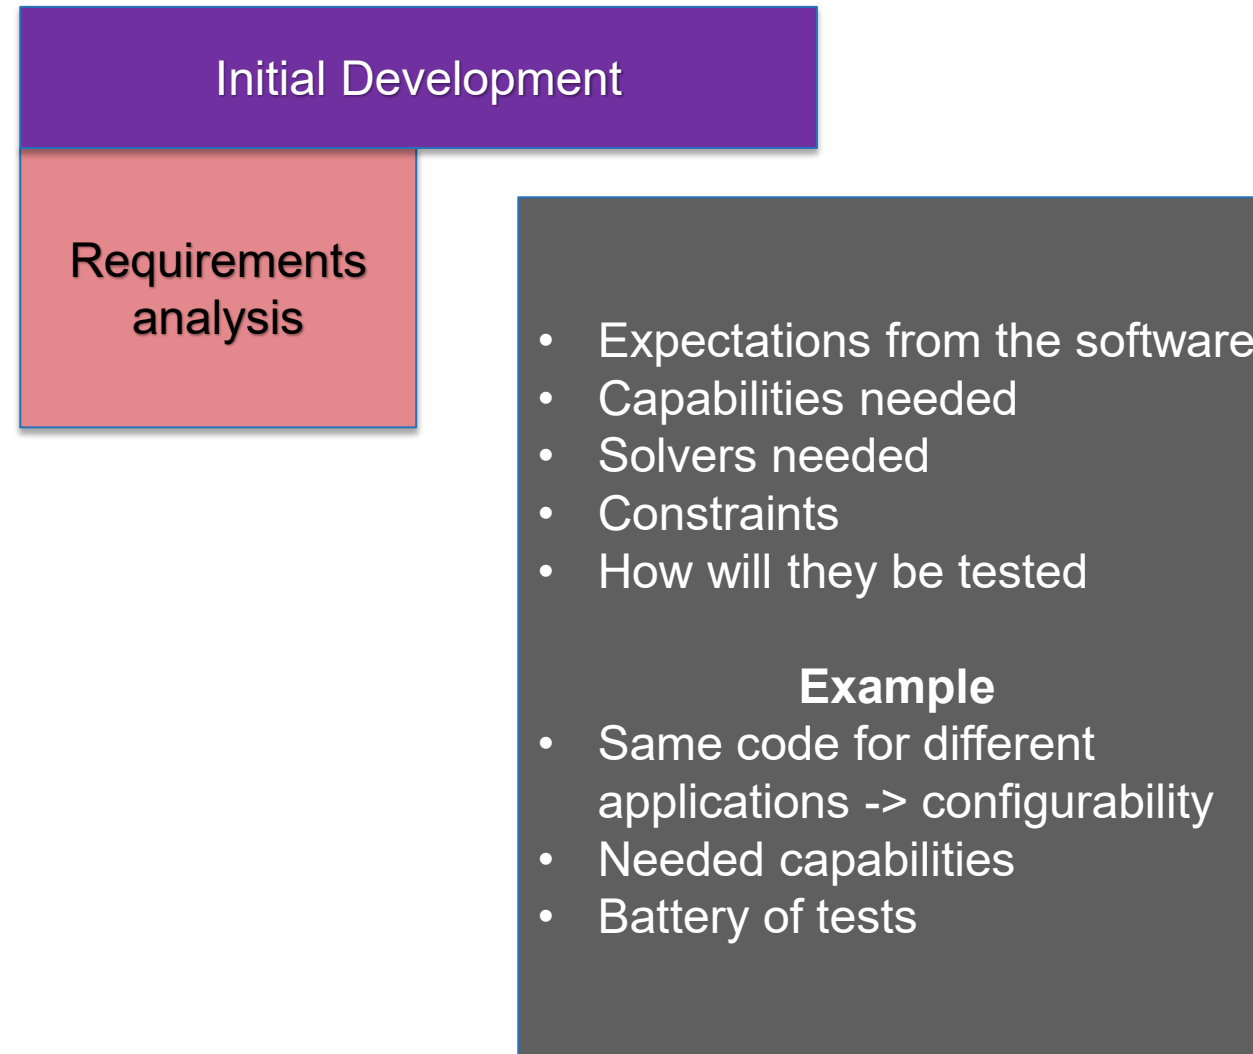 Initial Development
Requirements
analysis
• Expectations from the software
• Capabilities needed
• Solvers needed
• Constraints
• How will they be tested
Example
• Same code for different
applications -> configurability
• Needed capabilities
• Battery of tests